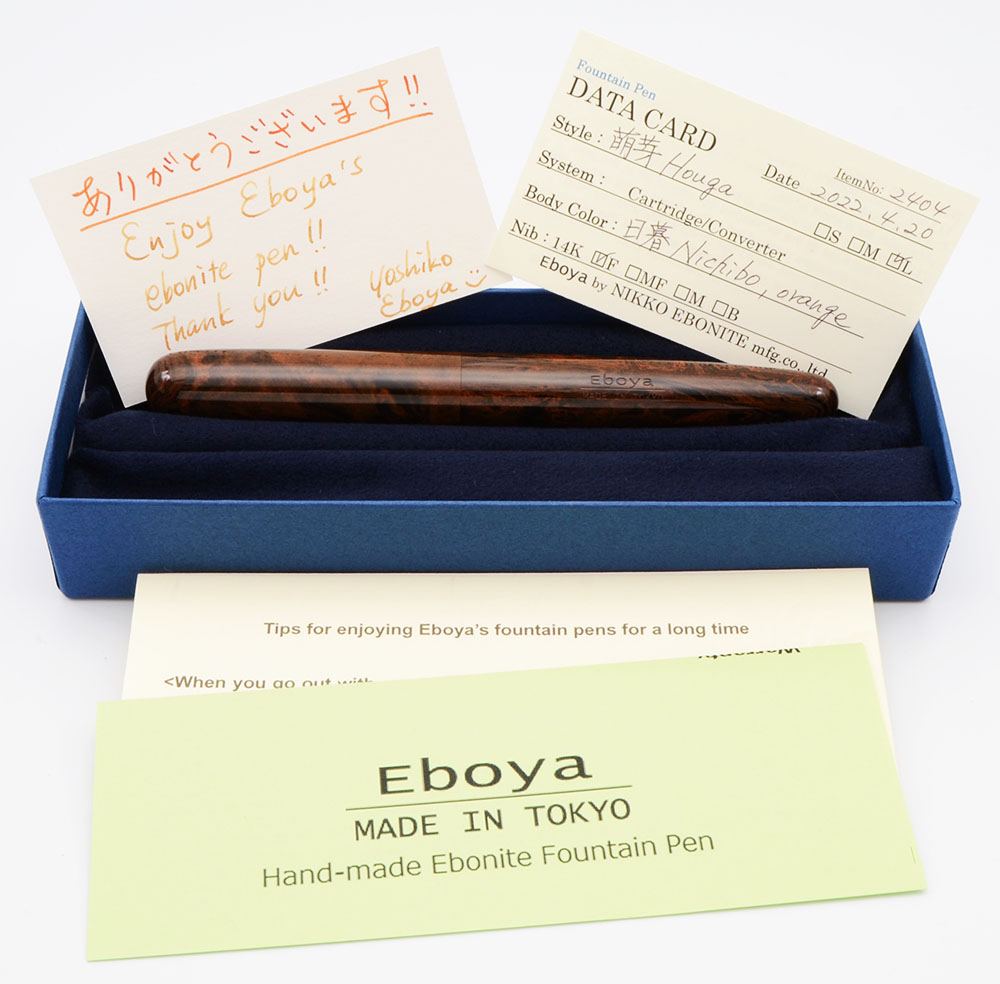 ありがとうございます!!
Enjoy Eboya's
ebonite pen!!
Thank you!!
Yoshiko
Eboya
Fountain Pen
DATA CARD
ItemNo: 2404
Style : 萌芽 Houga
Date 2022.4.20
System : Cartridge/Converter
□S □M ☑L
Body Color : 日暮 Nichibo, orange
Nib : 14K ☑F □MF □M □B
Eboya by NIKKO EBONITE mfg.co., ltd.
Eboya
Tips for enjoying Eboya's fountain pens for a long time
<When you go out with
Warranty
Eboya
MADE IN TOKYO
Hand-made Ebonite Fountain Pen